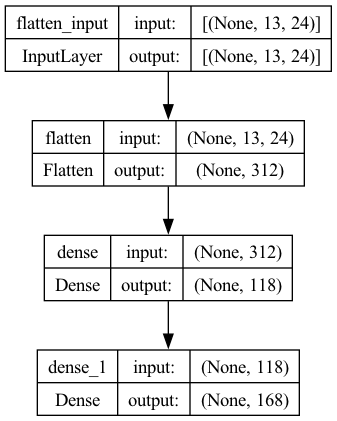 flatten_input input: [(None, 13, 24)]
InputLayer output: [(None, 13, 24)]
flatten input: (None, 13, 24)
Flatten output: (None, 312)
dense input: (None, 312)
Dense output: (None, 118)
dense_1 input: (None, 118)
Dense output: (None, 168)